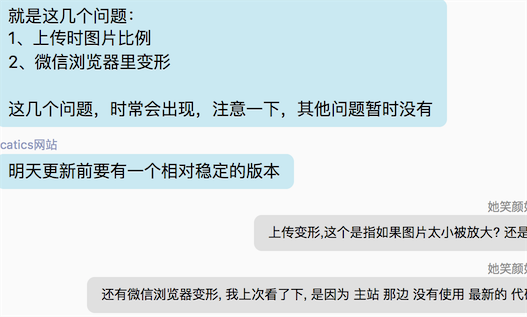 就是这几个问题：
1、上传时图片比例
2、微信浏览器里变形
这几个问题，时常会出现，注意一下，其他问题暂时没有
catics网站
明天更新前要有一个相对稳定的版本
她笑颜如
上传变形,这个是指如果图片太小被放大? 还是
她笑颜如
还有微信浏览器变形, 我上次看了下, 是因为 主站 那边 没有使用 最新的 代